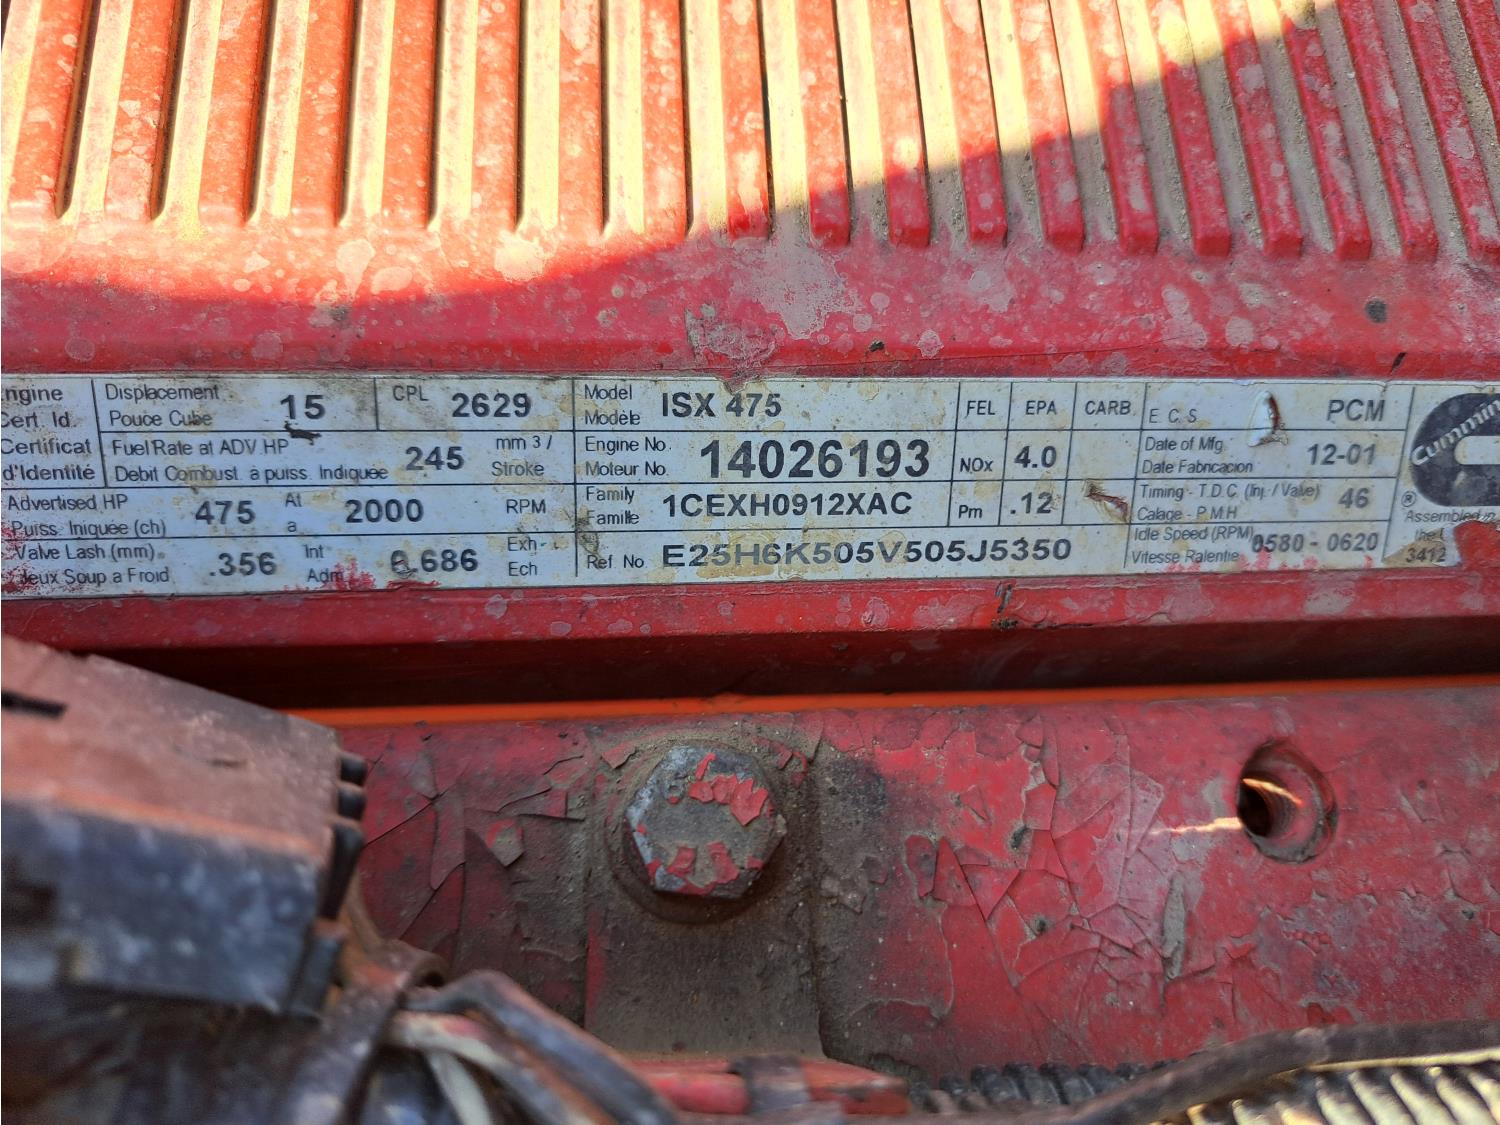 ngine
Cert. Id.
Certificat
d'Identité
Displacement
Pouce Cube
15
CPL 2629
Fuel Rate at ADV. HP
Debit Combust. à puiss. Indiquée
245
mm 3 /
Stroke
Advertised HP
Puiss. Iniquée (ch)
475
At
a
2000
RPM
Valve Lash (mm).
Jeux Soup a Froid
.356
Int
Adm
0.686
Exh-
Ech
Model
Modèle
ISX 475
Engine No.
Moteur No.
14026193
Family
Famille
1CEXH0912XAC
Ref No. E25H6K505V505J5350
FEL EPA CARB.
NOx 4.0
Pm .12
E. C. S PCM
Date of Mfg.
Date Fabricacion
12-01
Timing - T.D.C. (Inj. / Valve)
Calage - P.M.H
46
Idle Speed (RPM)
Vitesse Ralentie
0580 - 0620
Cummins
®
Assembled in
the
3412